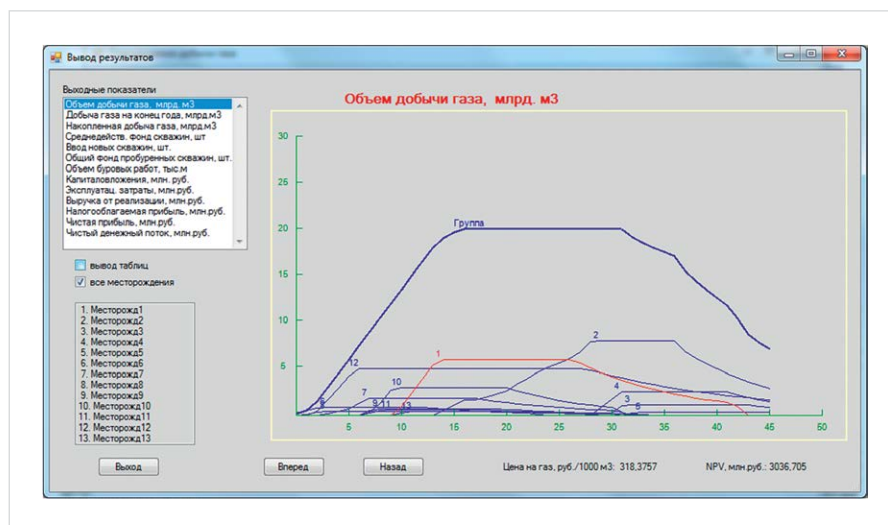 Вывод результатов
Выходные показатели
Объем добычи газа, млрд. м3
Добыча газа на конец года, млрд.м3
Накопленная добыча газа, млрд.м3
Среднедейств. фонд скважин, шт
Ввод новых скважин, шт.
Общий фонд пробуренных скважин, шт.
Объем буровых работ, тыс.м
Капиталовложения, млн. руб.
Эксплуатац. затраты, млн.руб.
Выручка от реализации, млн.руб.
Налогооблагаемая прибыль, млн.руб.
Чистая прибыль, млн.руб.
Чистый денежный поток, млн.руб.
вывод таблиц
все месторождения
1. Месторожд1
2. Месторожд2
3. Месторожд3
4. Месторожд4
5. Месторожд5
6. Месторожд6
7. Месторожд7
8. Месторожд8
9. Месторожд9
10. Месторожд10
11. Месторожд11
12. Месторожд12
13. Месторожд13
Объем добычи газа, млрд. м3
30
25
20
15
10
5
Группа
2
1
12
10
7
4
3
9
11
13
5
5
10
15
20
25
30
35
40
45
50
Выход
Вперед
Назад
Цена на газ, руб./1000 м3: 318,3757
NPV, млн.руб.: 3036,705